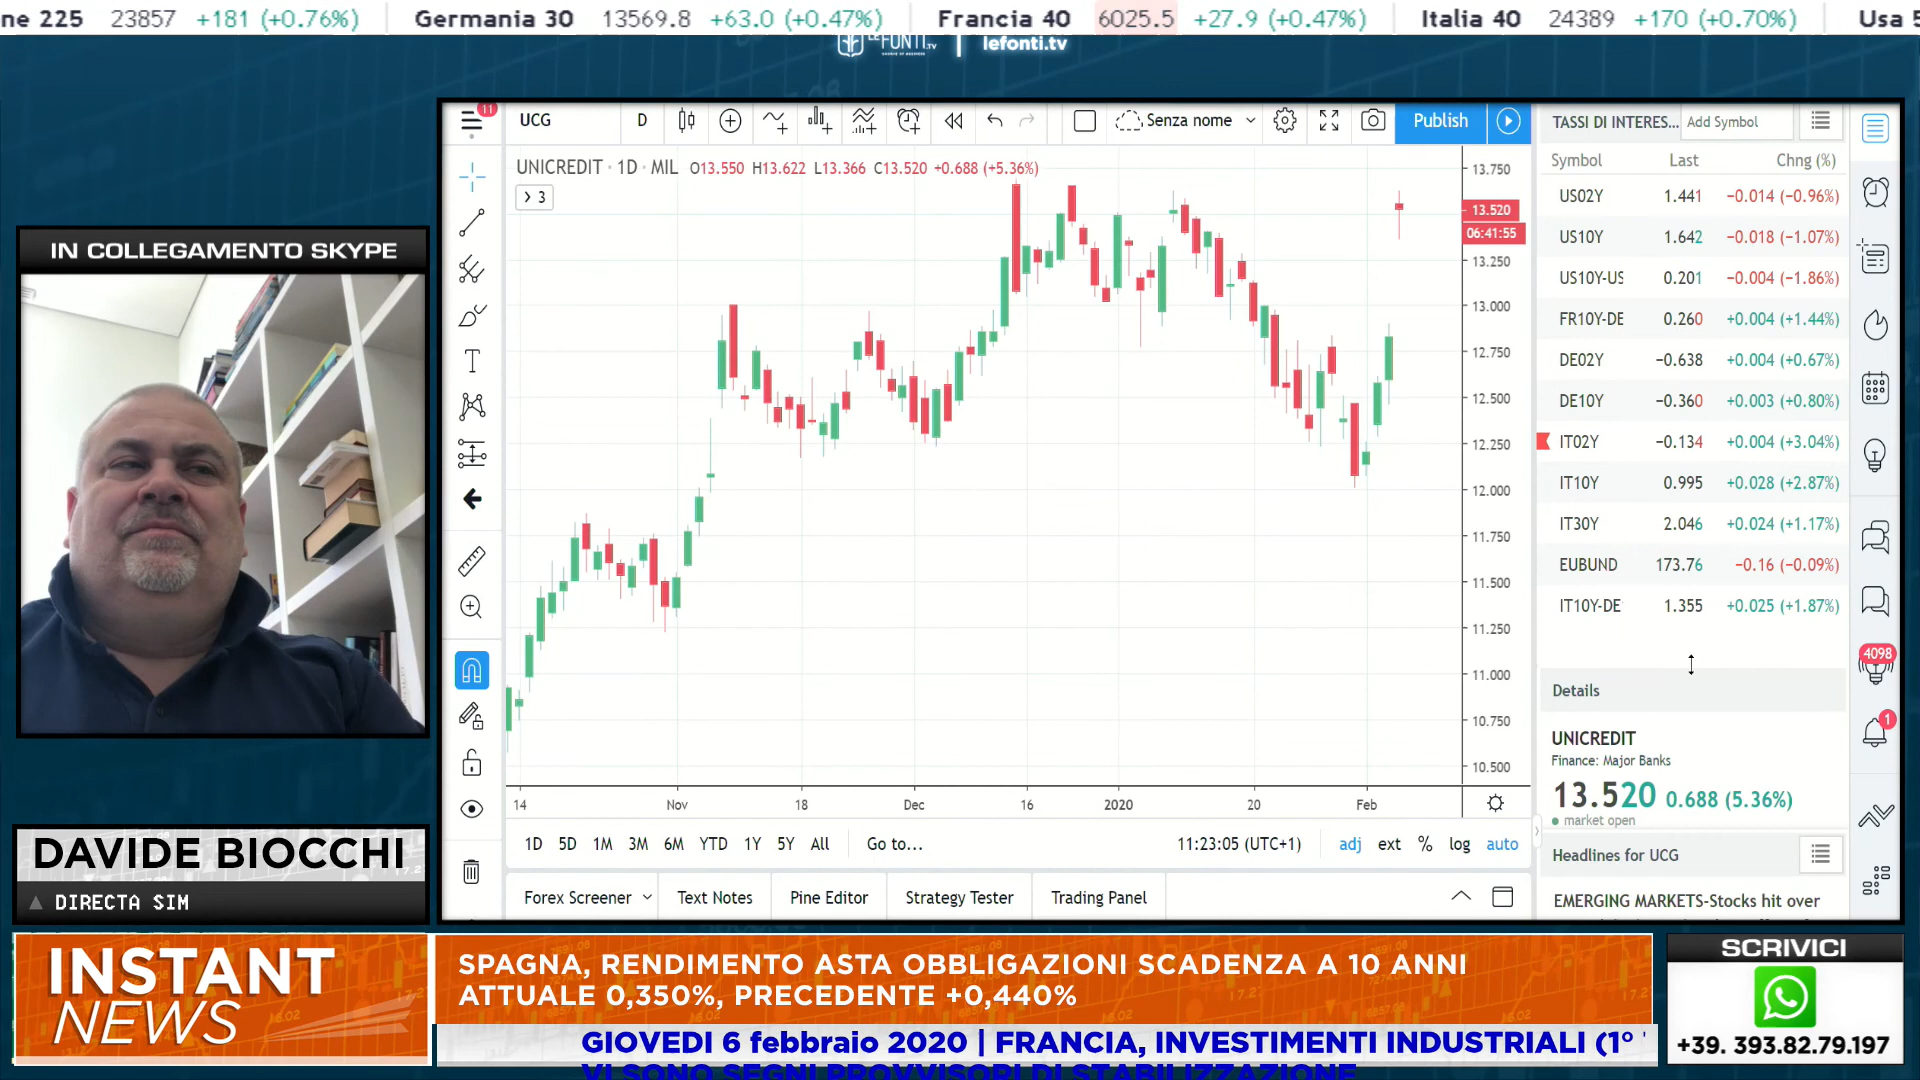 ne 225 23857 +181 (+0.76%) Germania 30 13569.8 +63.0 (+0.47%) Francia 40 6025.5 +27.9 (+0.47%) Italia 40 24389 +170 (+0.70%) Usa 5
LEFONTI.TV | lefonti.tv
IN COLLEGAMENTO SKYPE
DAVIDE BIOCCHI
DIRECTA SIM
11
UCG D Senza nome Publish
UNICREDIT · 1D · MIL O13.550 H13.622 L13.366 C13.520 +0.688 (+5.36%)
3
13.750
13.520
06:41:55
13.250
13.000
12.750
12.500
12.250
12.000
11.750
11.500
11.250
11.000
10.750
10.500
14 Nov 18 Dec 16 2020 20 Feb
1D 5D 1M 3M 6M YTD 1Y 5Y All Go to... 11:23:05 (UTC+1) adj ext % log auto
Forex Screener Text Notes Pine Editor Strategy Tester Trading Panel
TASSI DI INTERES... Add Symbol
Symbol Last Chng (%)
US02Y 1.441 −0.014 (−0.96%)
US10Y 1.642 −0.018 (−1.07%)
US10Y-US 0.201 −0.004 (−1.86%)
FR10Y-DE 0.260 +0.004 (+1.44%)
DE02Y −0.638 +0.004 (+0.67%)
DE10Y −0.360 +0.003 (+0.80%)
IT02Y −0.134 +0.004 (+3.04%)
IT10Y 0.995 +0.028 (+2.87%)
IT30Y 2.046 +0.024 (+1.17%)
EUBUND 173.76 −0.16 (−0.09%)
IT10Y-DE 1.355 +0.025 (+1.87%)
Details
UNICREDIT
Finance: Major Banks
13.520 0.688 (5.36%)
market open
Headlines for UCG
EMERGING MARKETS-Stocks hit over
4098
1
INSTANT
NEWS
SPAGNA, RENDIMENTO ASTA OBBLIGAZIONI SCADENZA A 10 ANNI
ATTUALE 0,350%, PRECEDENTE +0,440%
GIOVEDI 6 febbraio 2020 | FRANCIA, INVESTIMENTI INDUSTRIALI (1°
VI SONO SEGNI PROVVISORI DI STABILIZZAZIONE
SCRIVICI
+39. 393.82.79.197